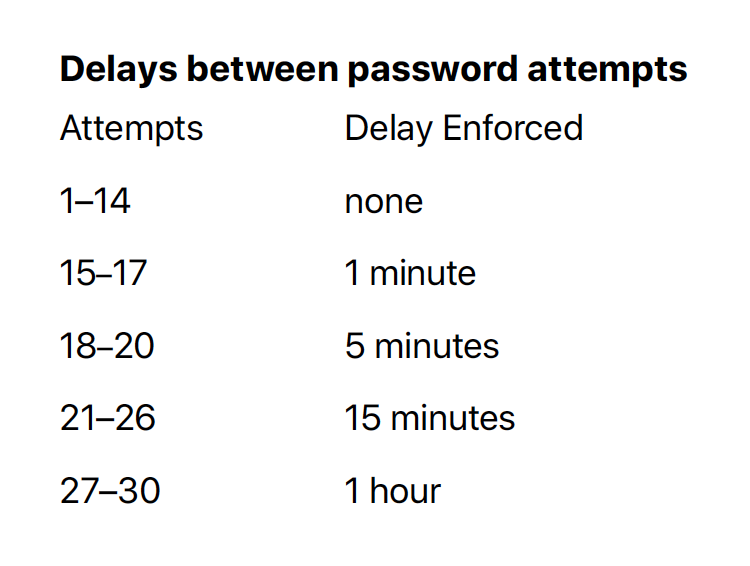 Delays between password attempts
Attempts Delay Enforced
1–14 none
15–17 1 minute
18–20 5 minutes
21–26 15 minutes
27–30 1 hour